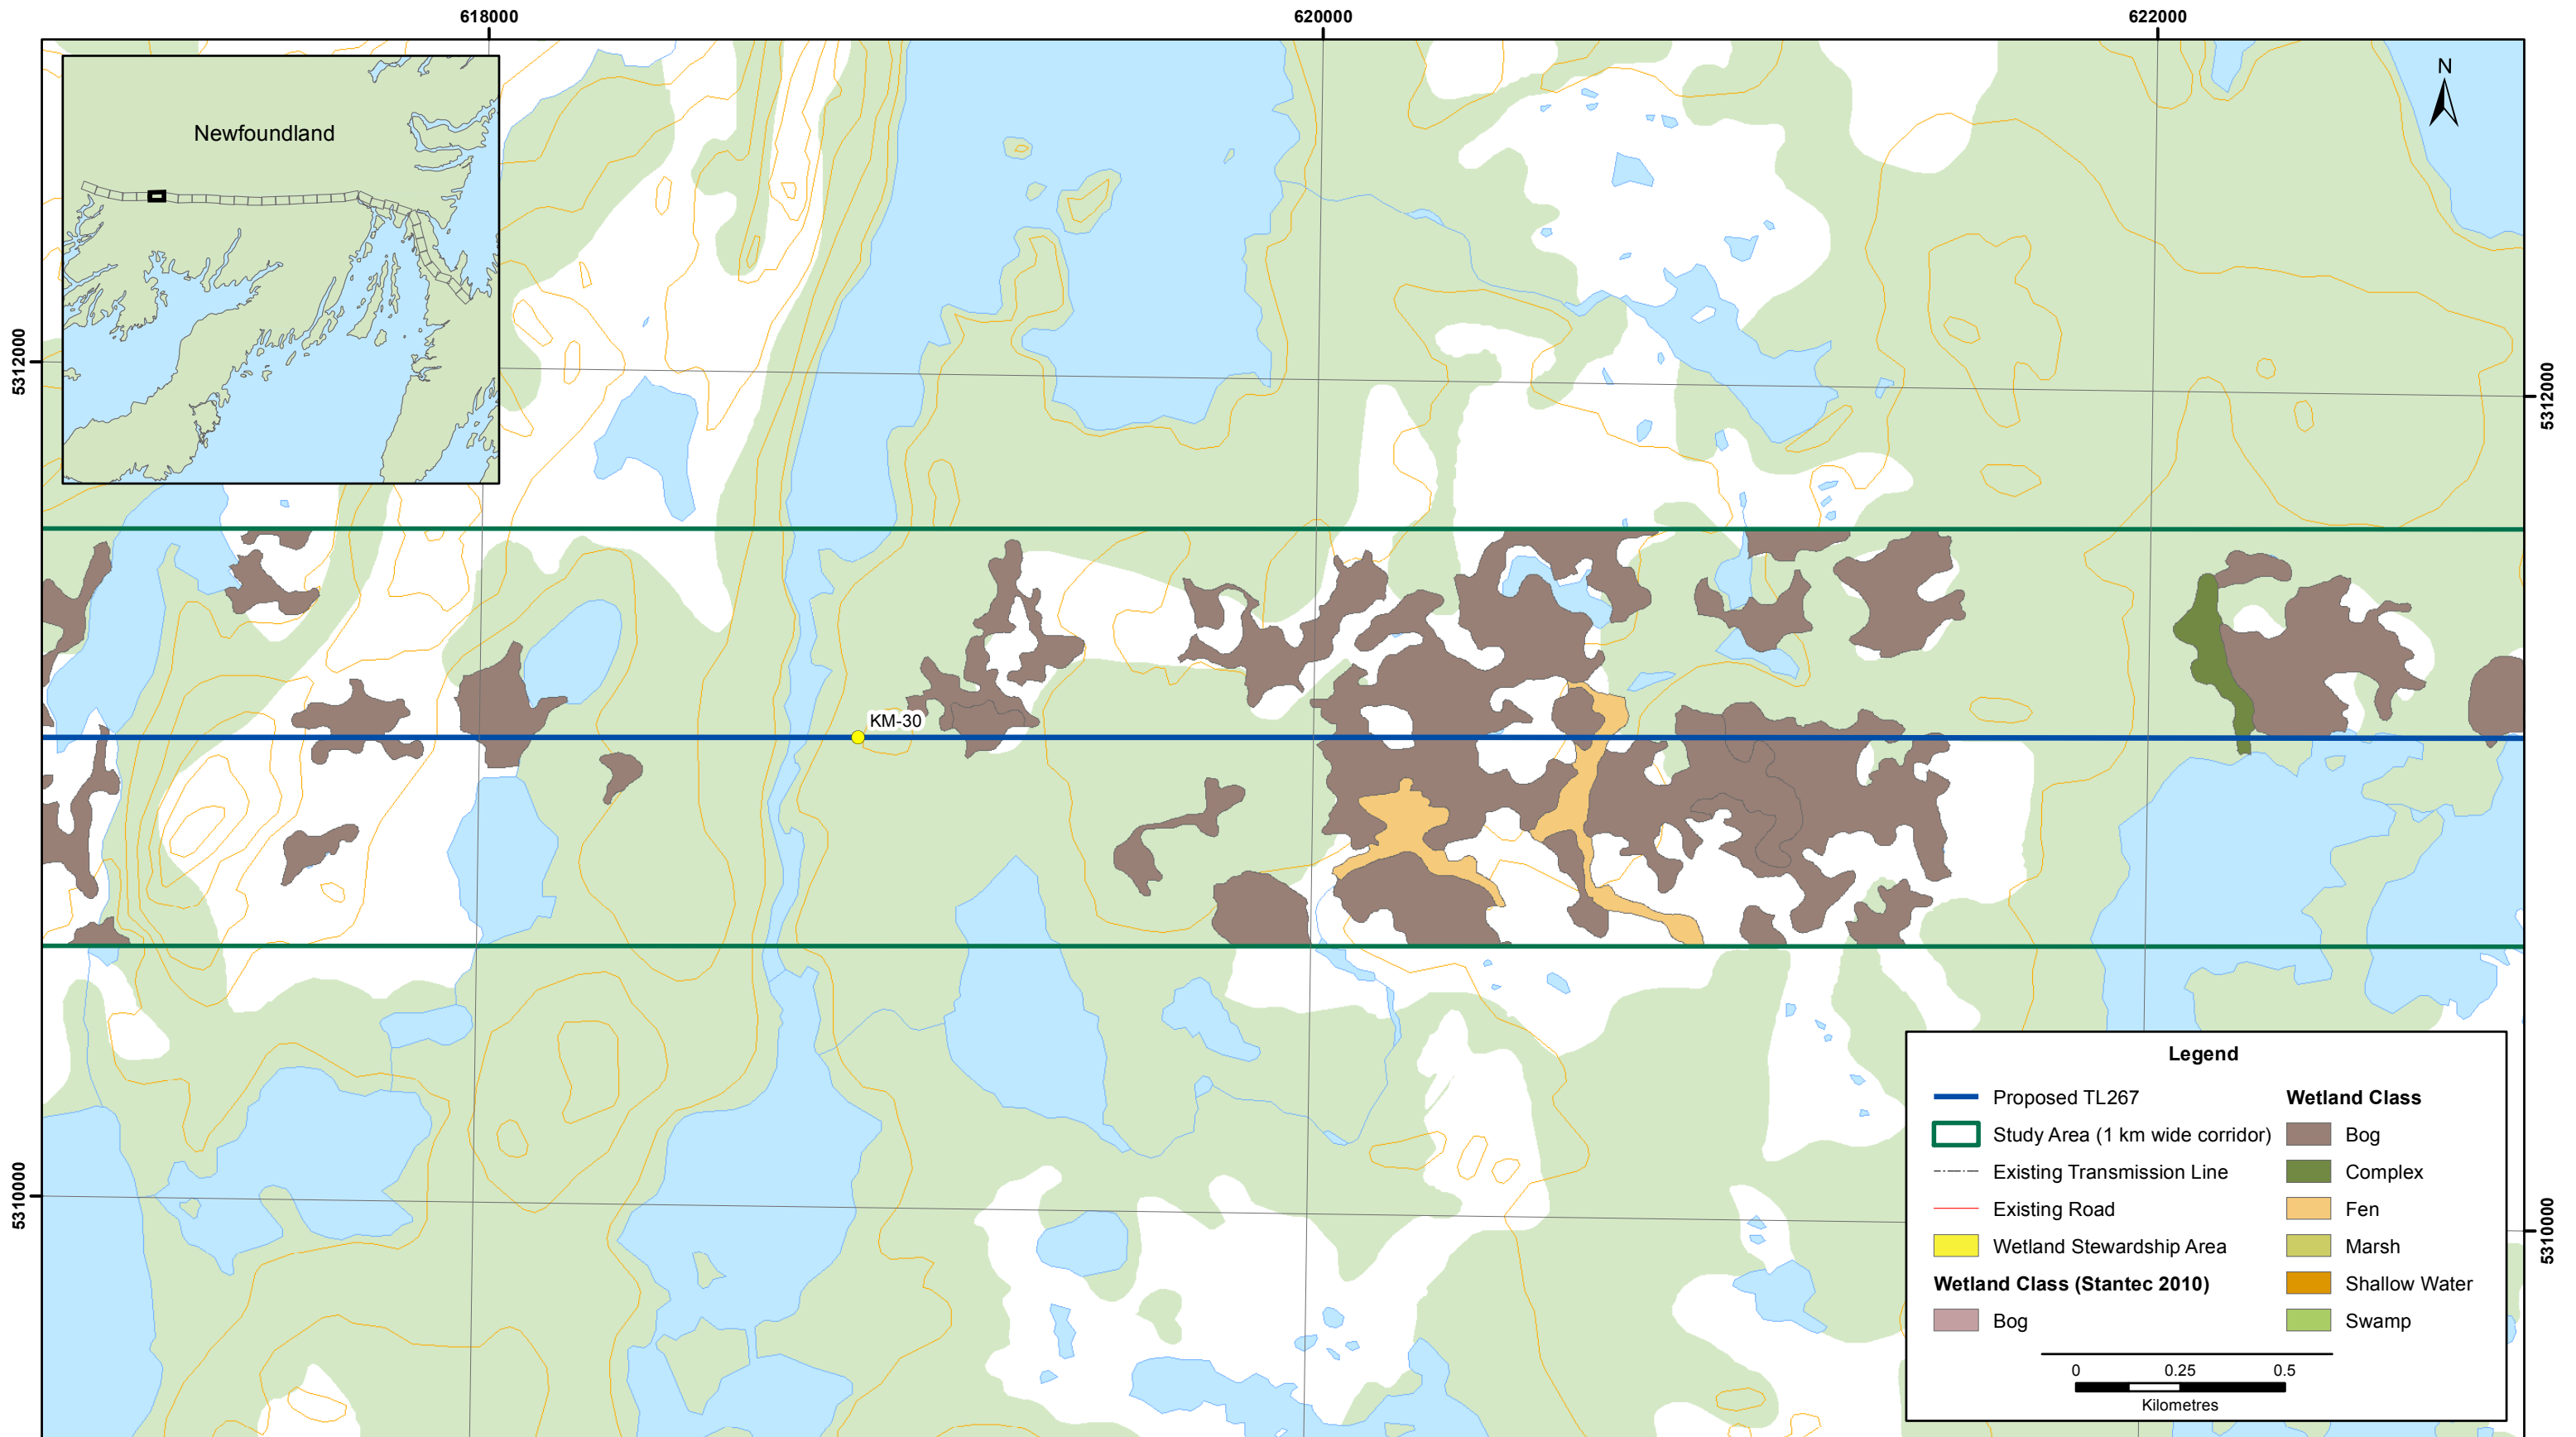 618000
620000
622000
N
Newfoundland
5312000
5312000
KM-30
5310000
5310000
Legend
Proposed TL267
Study Area (1 km wide corridor)
Existing Transmission Line
Existing Road
Wetland Stewardship Area
Wetland Class (Stantec 2010)
Bog
Wetland Class
Bog
Complex
Fen
Marsh
Shallow Water
Swamp
0 0.25 0.5
Kilometres